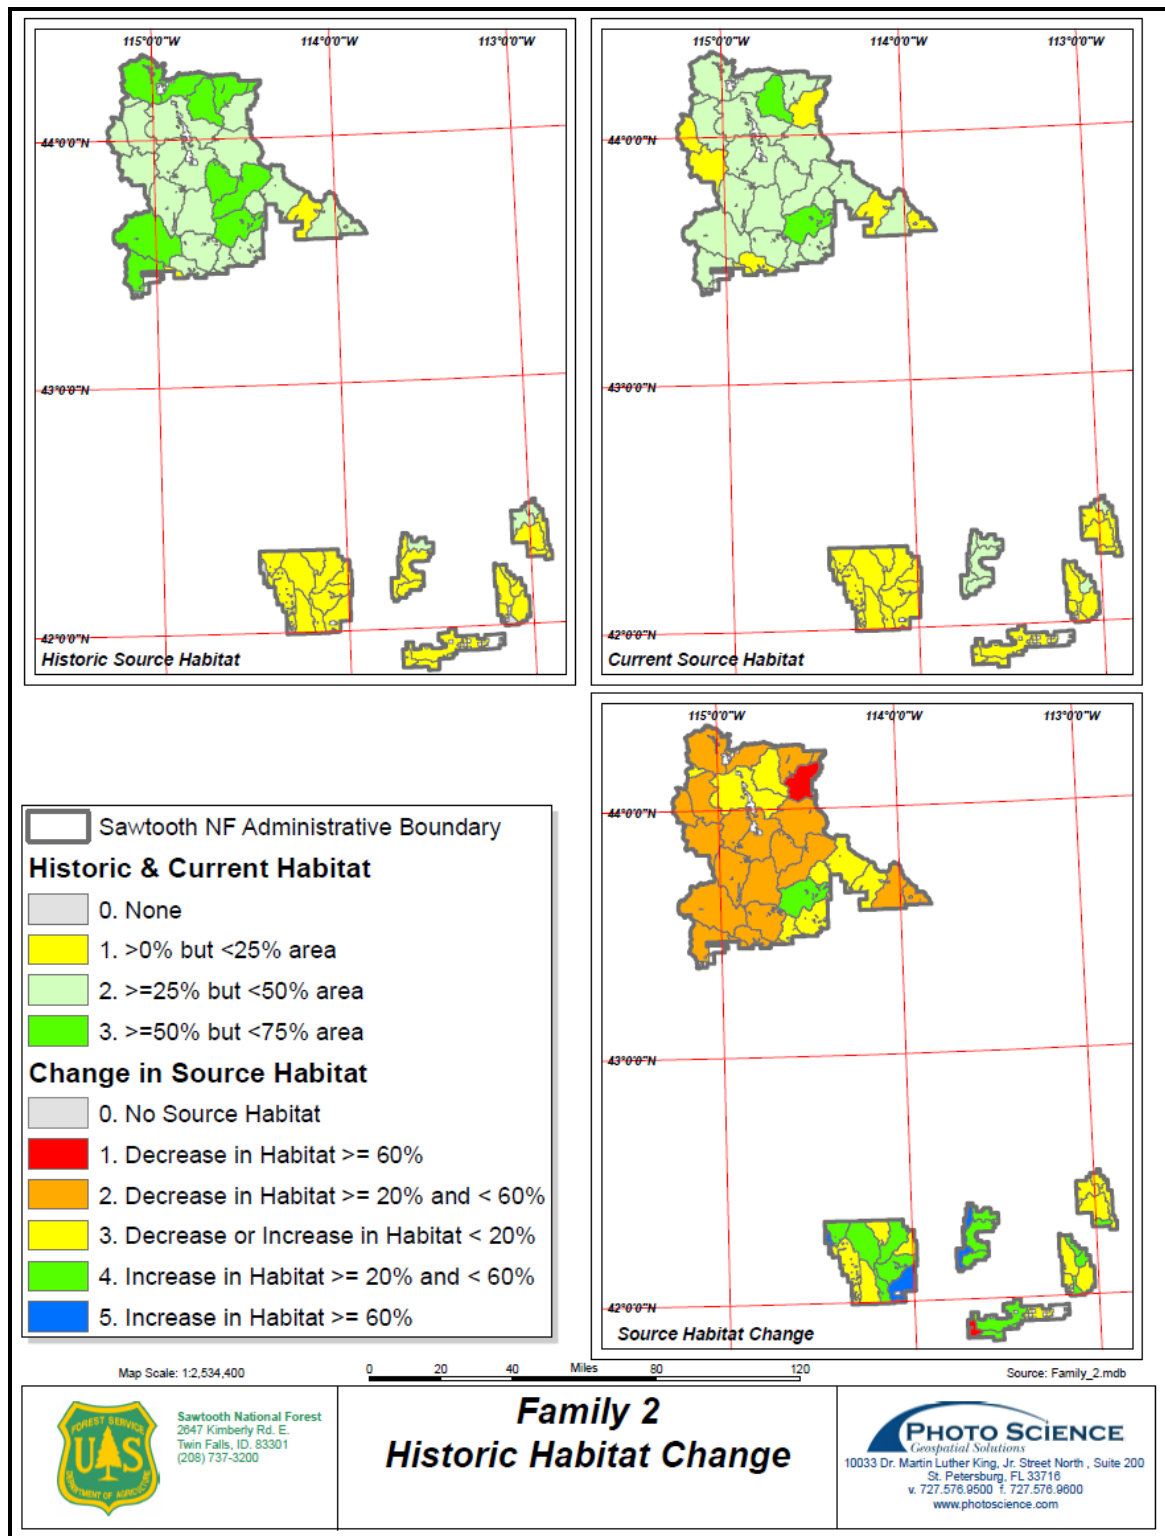 115°0'0"W
114°0'0"W
113°0'0"W
44°0'0"N
43°0'0"N
42°0'0"N
Historic Source Habitat
115°0'0"W
114°0'0"W
113°0'0"W
44°0'0"N
43°0'0"N
42°0'0"N
Current Source Habitat
115°0'0"W
114°0'0"W
113°0'0"W
44°0'0"N
43°0'0"N
42°0'0"N
Source Habitat Change
Sawtooth NF Administrative Boundary
Historic & Current Habitat
0. None
1. >0% but <25% area
2. >=25% but <50% area
3. >=50% but <75% area
Change in Source Habitat
0. No Source Habitat
1. Decrease in Habitat >= 60%
2. Decrease in Habitat >= 20% and < 60%
3. Decrease or Increase in Habitat < 20%
4. Increase in Habitat >= 20% and < 60%
5. Increase in Habitat >= 60%
Map Scale: 1:2,534,400
Miles
0 20 40 80 120
Source: Family_2.mdb
FOREST SERVICE
UAS
DEPARTMENT OF AGRICULTURE
Sawtooth National Forest
2647 Kimberly Rd. E.
Twin Falls, ID. 83301
(208) 737-3200
Family 2
Historic Habitat Change
PHOTO SCIENCE
Geospatial Solutions
10033 Dr. Martin Luther King, Jr. Street North , Suite 200
St. Petersburg, FL 33716
v. 727.576.9500 f. 727.576.9600
www.photoscience.com